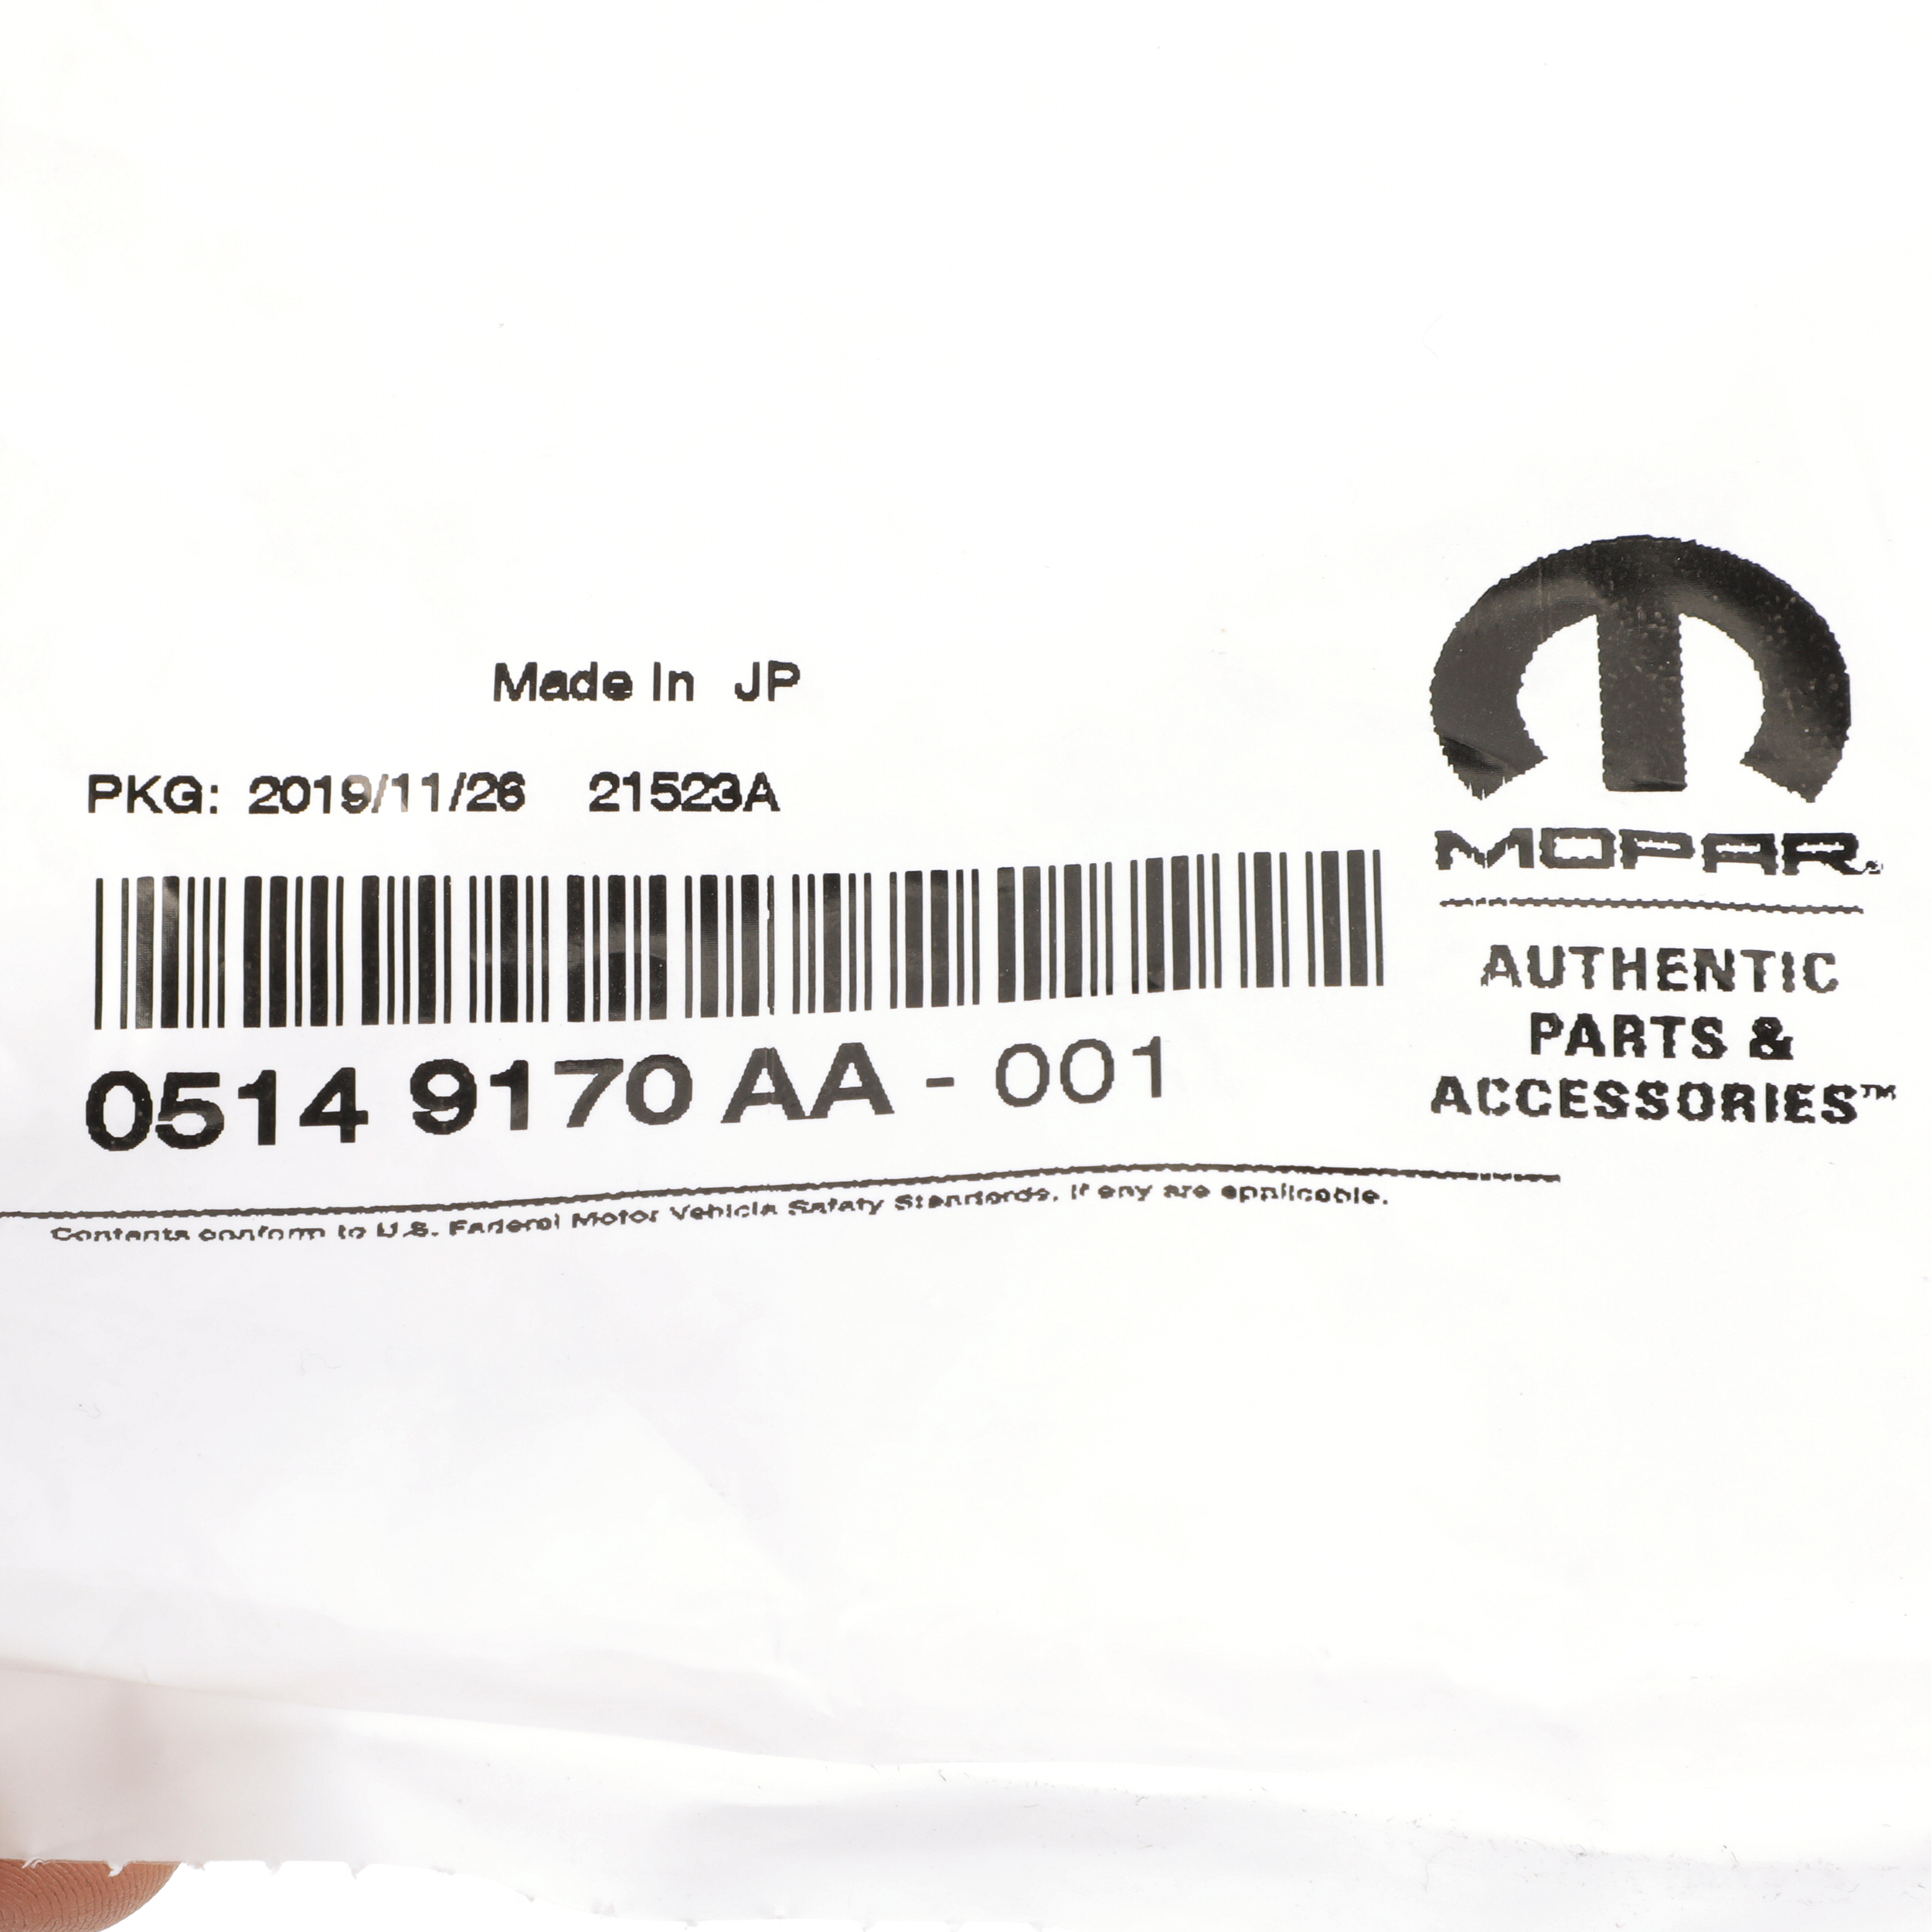 Made In JP
PKG: 2019/11/26 21523A
0514 9170 AA - 001
Contents conform to U.S. Federal Motor Vehicle Safety Standards, if any are applicable.
MOPAR®
AUTHENTIC
PARTS &
ACCESSORIES™